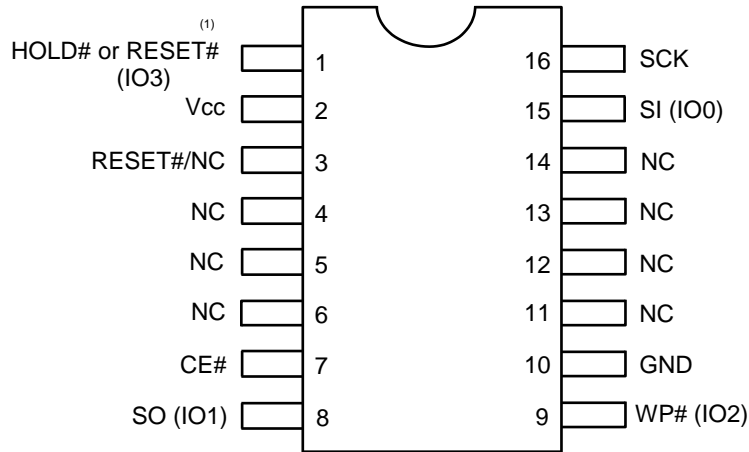 (1)
HOLD# or RESET# 1 16 SCK
(IO3)
Vcc 2 15 SI (IO0)
RESET#/NC 3 14 NC
NC 4 13 NC
NC 5 12 NC
NC 6 11 NC
CE# 7 10 GND
SO (IO1) 8 9 WP# (IO2)